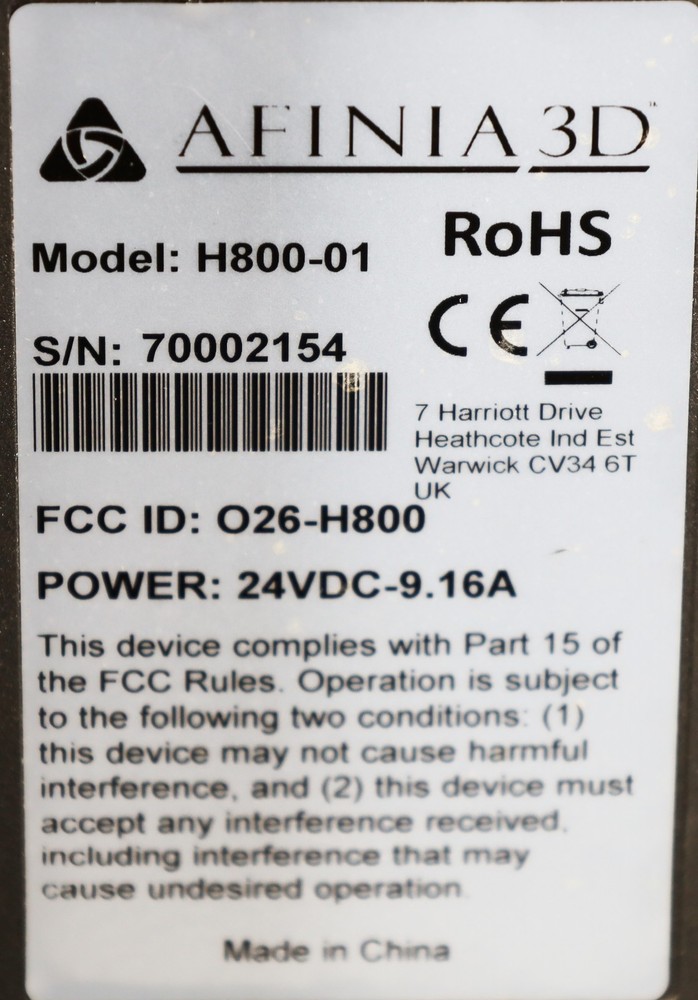 AFINIA 3D
Model: H800-01
RoHS
CE
S/N: 70002154
7 Harriott Drive
Heathcote Ind Est
Warwick CV34 6T
UK
FCC ID: O26-H800
POWER: 24VDC-9.16A
This device complies with Part 15 of
the FCC Rules. Operation is subject
to the following two conditions: (1)
this device may not cause harmful
interference, and (2) this device must
accept any interference received,
including interference that may
cause undesired operation.
Made in China